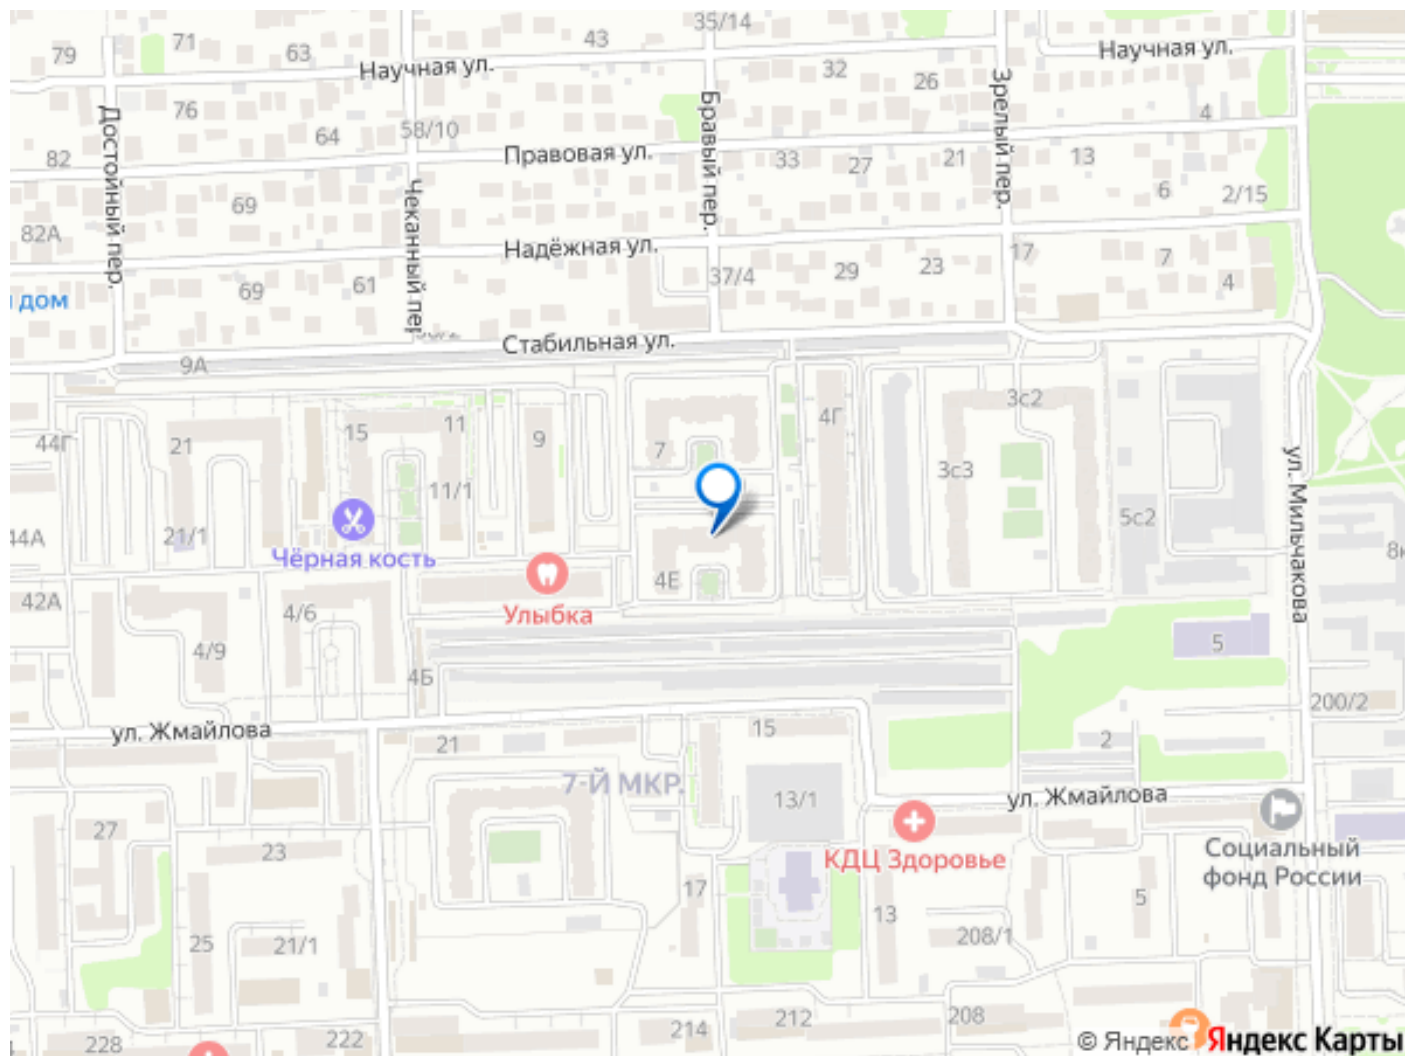 35/14
79
71
63
43
Научная ул.
Научная ул.
76
64
58/10
32
26
4
Достойный пер.
Чеканный пер
Бравый пер.
Зрелый пер.
82
Правовая ул.
33
27
21
13
6
2/15
69
82А
Надёжная ул.
17
69
61
37/4
29
23
7
4
дом
Стабильная ул.
9А
44Г
21
15
11
9
7
4Г
3с2
3с3
11/1
5с2
ул. Мильчакова
44А
21/1
Чёрная кость
4Е
42А
4/6
Улыбка
4/9
4Б
5
200/2
ул. Жмайлова
21
15
2
7-Й МКР.
13/1
ул. Жмайлова
27
23
КДЦ Здоровье
Социальный
фонд России
17
13
5
25
21/1
208/1
228
222
214
212
208
© Яндекс
Яндекс Карты